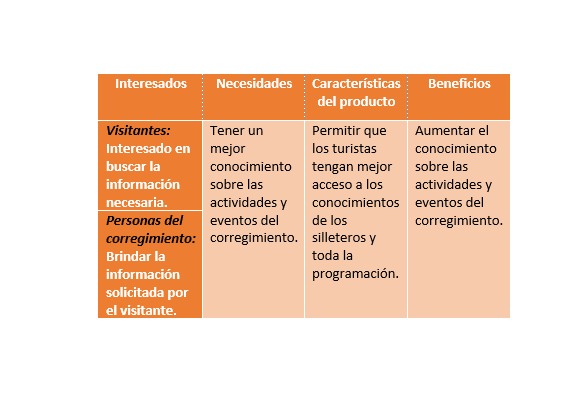 Interesados
Necesidades
Características
del producto
Beneficios
Visitantes:
Interesado en
buscar la
información
necesaria.
Personas del
corregimiento:
Brindar la
información
solicitada por
el visitante.
Tener un
mejor
conocimiento
sobre las
actividades y
eventos del
corregimiento.
Permitir que
los turistas
tengan mejor
acceso a los
conocimientos
de los
silleteros y
toda la
programación.
Aumentar el
conocimiento
sobre las
actividades y
eventos del
corregimiento.